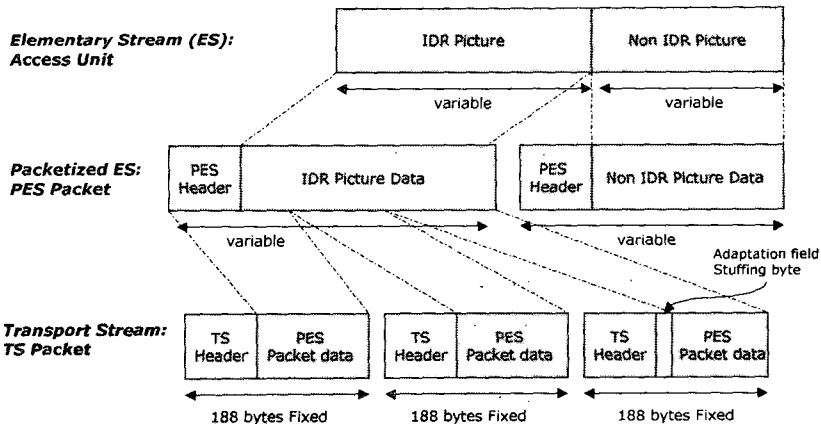 Elementary Stream (ES):
Access Unit
IDR Picture
Non IDR Picture
variable
variable
Packetized ES:
PES Packet
PES
Header
IDR Picture Data
PES
Header
Non IDR Picture Data
variable
variable
Adaptation field
Stuffing byte
Transport Stream:
TS Packet
TS
Header
PES
Packet data
TS
Header
PES
Packet data
TS
Header
PES
Packet data
188 bytes Fixed
188 bytes Fixed
188 bytes Fixed